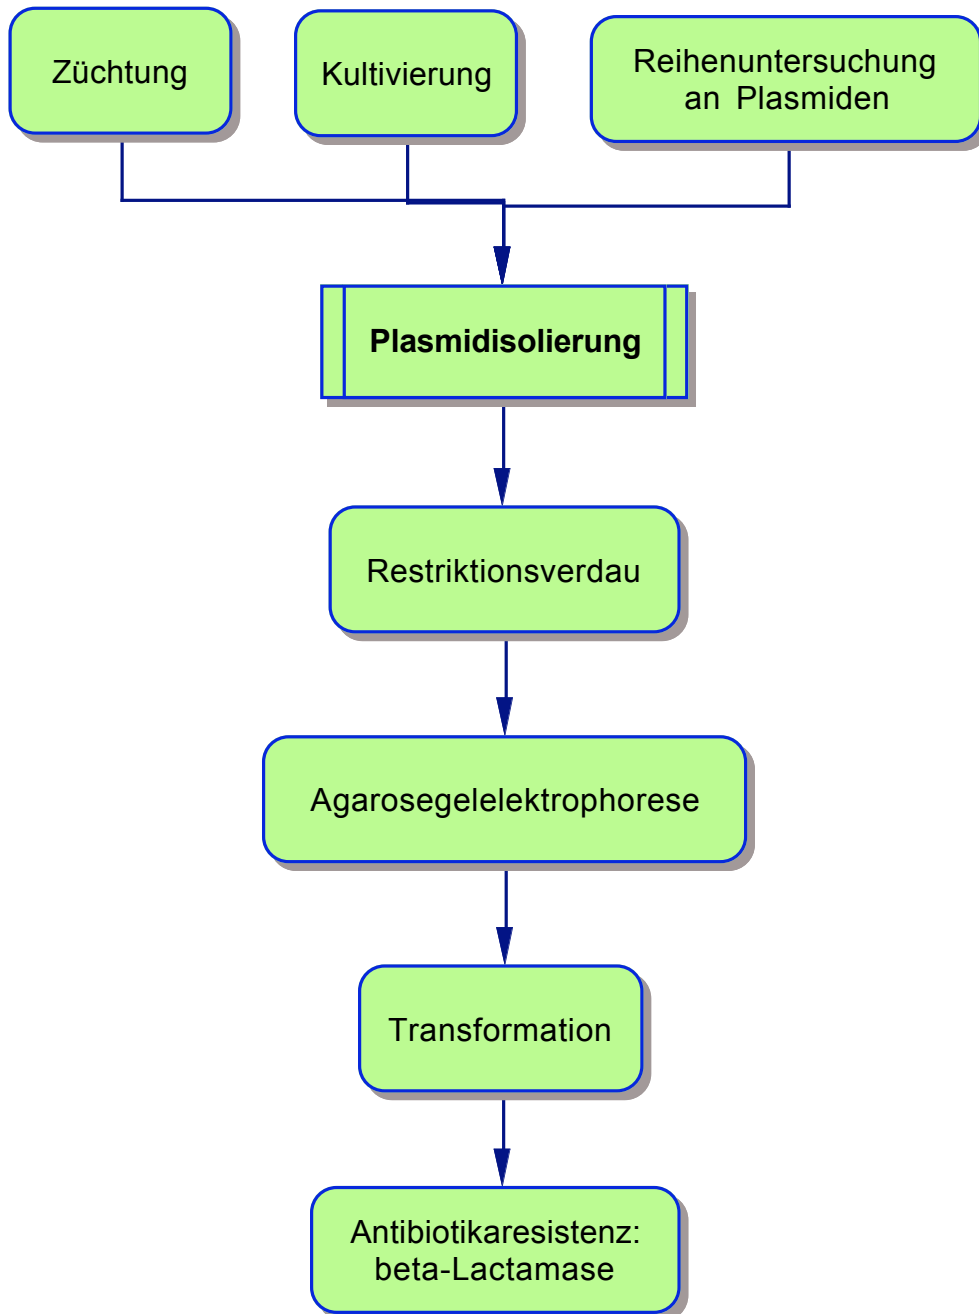 Züchtung
Kultivierung
Reihenuntersuchung
an Plasmiden
Plasmidisolierung
Restriktionsverdau
Agarosegelelektrophorese
Transformation
Antibiotikaresistenz:
beta-Lactamase